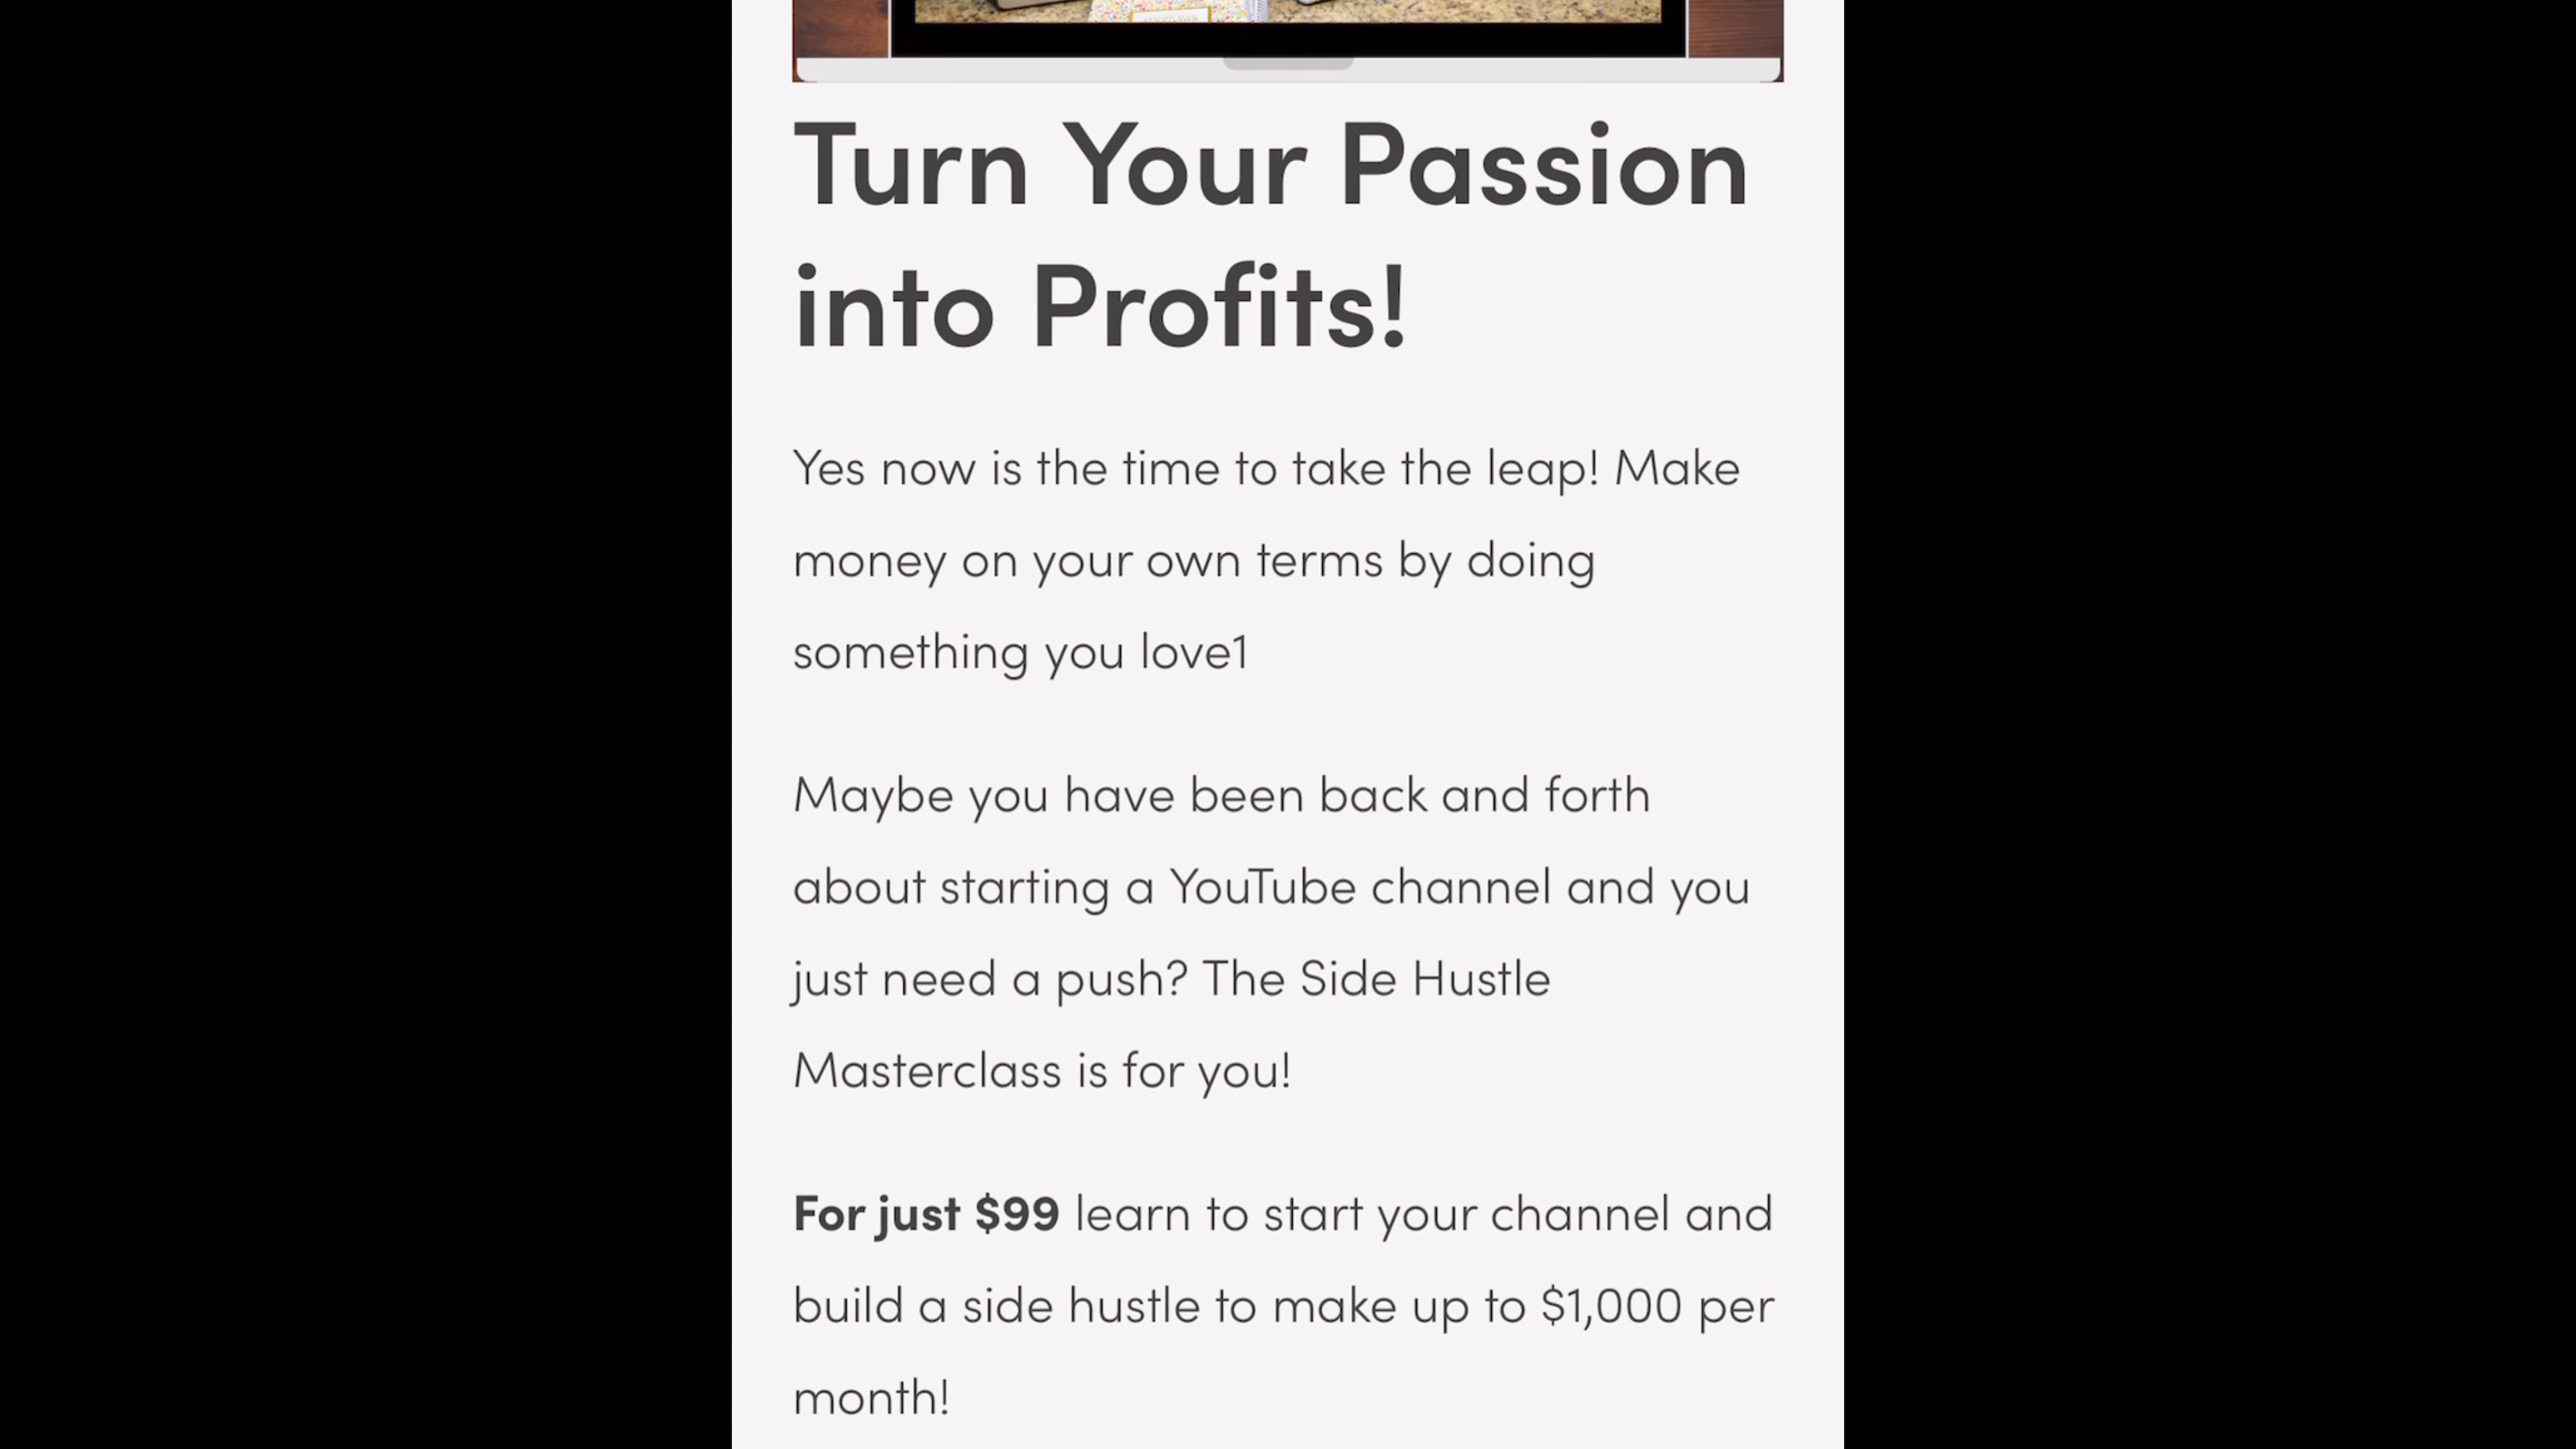 Turn Your Passion
into Profits!
Yes now is the time to take the leap! Make
money on your own terms by doing
something you love1
Maybe you have been back and forth
about starting a YouTube channel and you
just need a push? The Side Hustle
Masterclass is for you!
For just $99 learn to start your channel and
build a side hustle to make up to $1,000 per
month!